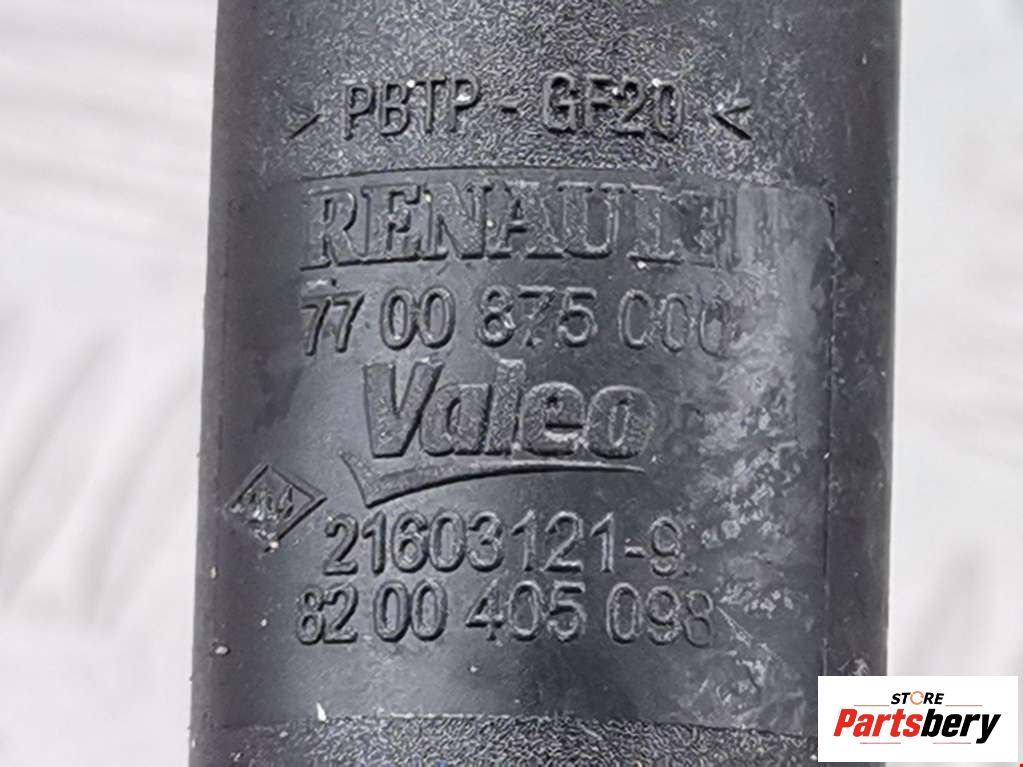 > PBTP - GF20 <
RENAULT
77 00 875 000
Valeo
21603121-9
82 00 405 098
STORE
Partsbery